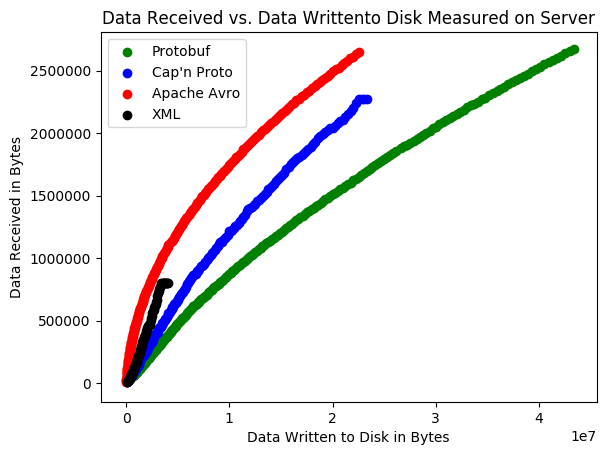 Data Received vs. Data Writtento Disk Measured on Server
Protobuf
Cap'n Proto
Apache Avro
XML
Data Received in Bytes
2500000
2000000
1500000
1000000
500000
0
0
1
2
3
4
1e7
Data Written to Disk in Bytes